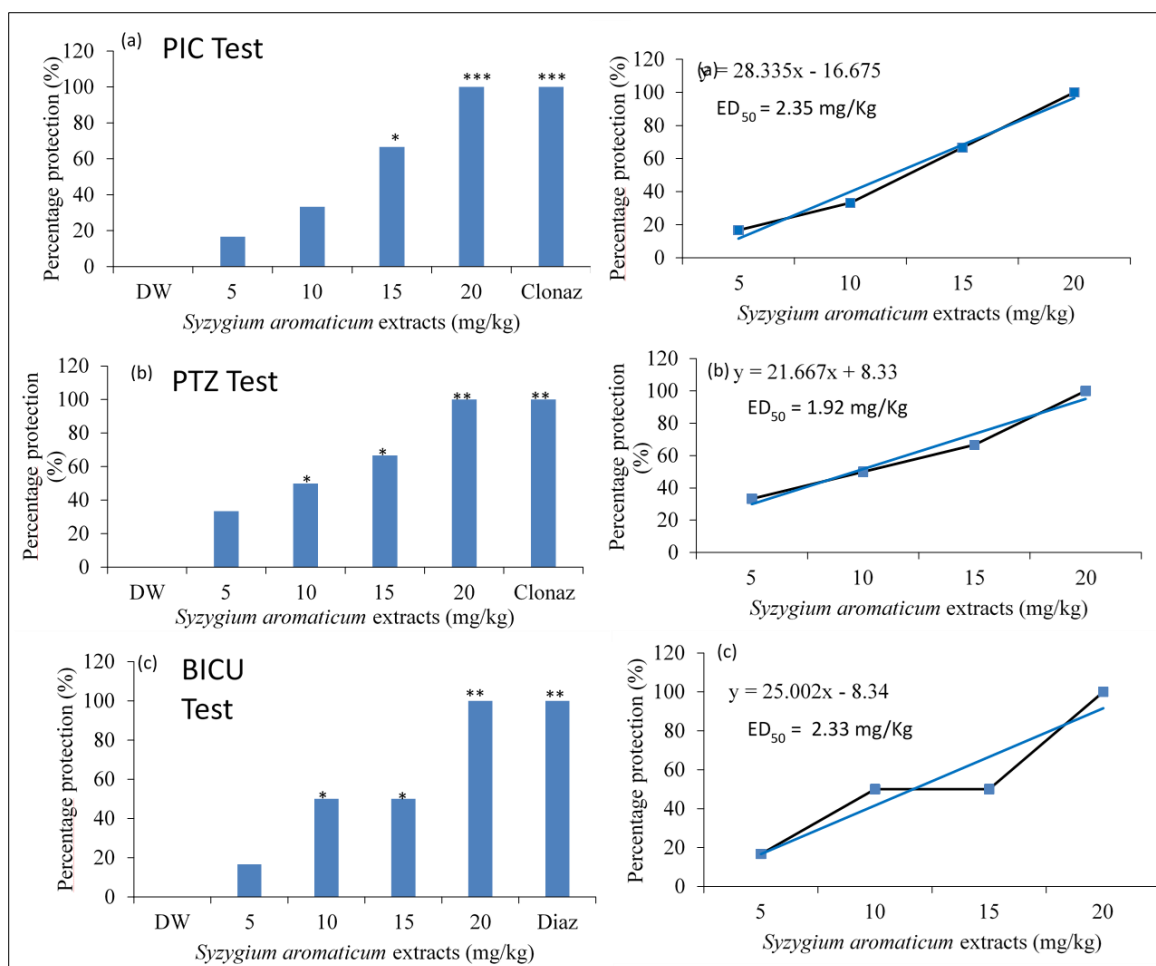 (a) PIC Test
Percentage protection (%)
120
100
80
60
40
20
0
*
***
***
DW 5 10 15 20 Clonaz
Syzygium aromaticum extracts (mg/kg)
(a)
y = 28.335x - 16.675
ED50 = 2.35 mg/Kg
Percentage protection (%)
120
100
80
60
40
20
0
5 10 15 20
Syzygium aromaticum extracts (mg/kg)
(b) PTZ Test
Percentage protection
(%)
120
100
80
60
40
20
0
*
*
**
**
DW 5 10 15 20 Clonaz
Syzygium aromaticum extracts (mg/kg)
(b) y = 21.667x + 8.33
ED50 = 1.92 mg/Kg
Percentage protection
(%)
120
100
80
60
40
20
0
5 10 15 20
Syzygium aromaticum extracts (mg/kg)
(c) BICU
Test
Percentage protection (%)
120
100
80
60
40
20
0
*
*
**
**
DW 5 10 15 20 Diaz
Syzygium aromaticum extracts (mg/kg)
(c)
y = 25.002x - 8.34
ED50 = 2.33 mg/Kg
Percentage protection (%)
120
100
80
60
40
20
0
5 10 15 20
Syzygium aromaticum extracts (mg/kg)